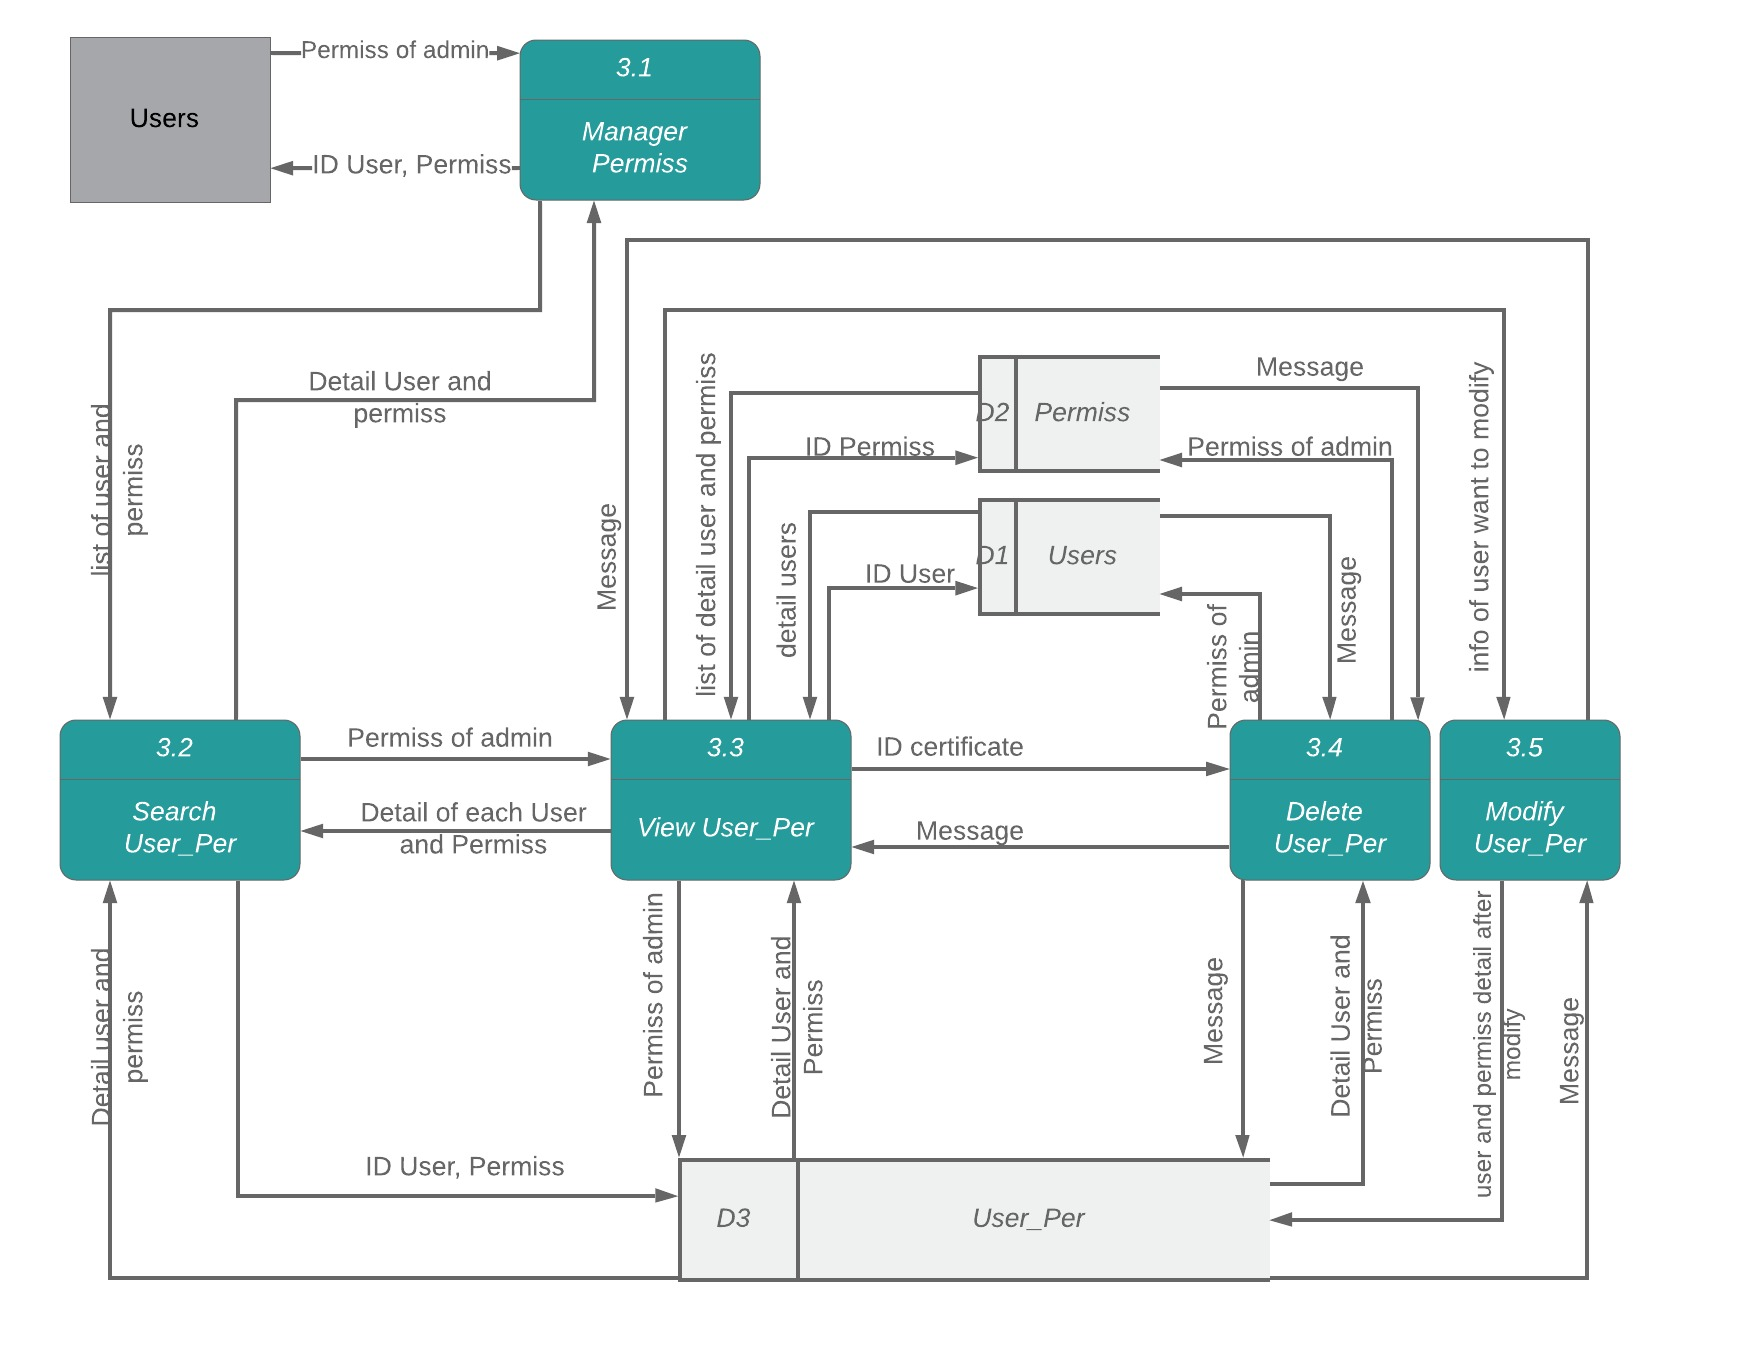 Users
Permiss of admin
ID User, Permiss
3.1
Manager
Permiss
list of user and
permiss
Detail User and
permiss
Message
list of detail user and permiss
detail users
ID Permiss
ID User
D2
Permiss
D1
Users
Message
Permiss of admin
Message
Permiss of
admin
info of user want to modify
3.2
Search
User_Per
Permiss of admin
Detail of each User
and Permiss
3.3
View User_Per
ID certificate
Message
3.4
Delete
User_Per
3.5
Modify
User_Per
Detail user and
permiss
ID User, Permiss
Permiss of admin
Detail User and
Permiss
Message
Detail User and
Permiss
user and permiss detail after
modify
Message
D3
User_Per